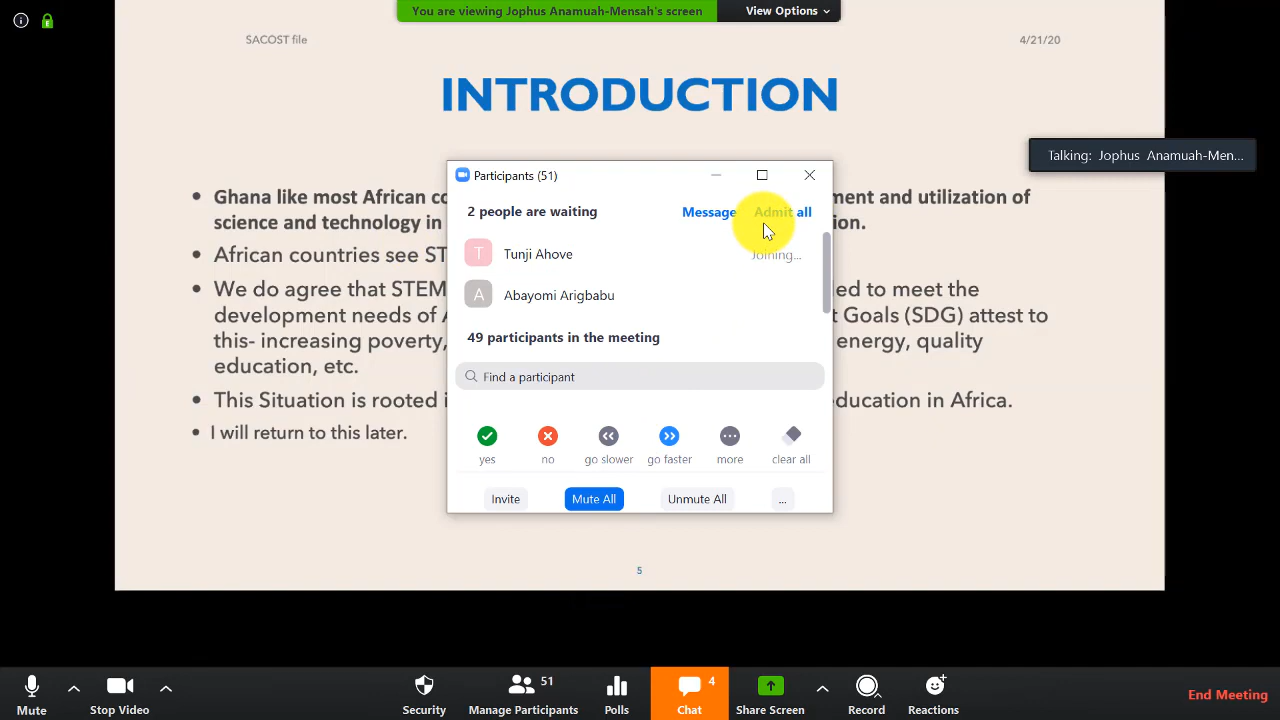 You are viewing Jophus Anamuah-Mensah's screen
View Options
SACOST file
4/21/20
INTRODUCTION
Talking: Jophus Anamuah-Men...
Participants (51)
2 people are waiting
Message
Admit all
T
Tunji Ahove
Joining...
A
Abayomi Arigbabu
49 participants in the meeting
Find a participant
yes
no
go slower
go faster
more
clear all
Invite
Mute All
Unmute All
...
• Ghana like most African
and utilization of
science and technology in
• African countries see
• We do agree that STEM
to meet the
development needs of
Goals (SDG) attest to
this- increasing poverty,
energy, quality
education, etc.
• This Situation is rooted
education in Africa.
• I will return to this later.
5
Mute
Stop Video
Security
51
Manage Participants
Polls
4
Chat
Share Screen
Record
Reactions
End Meeting